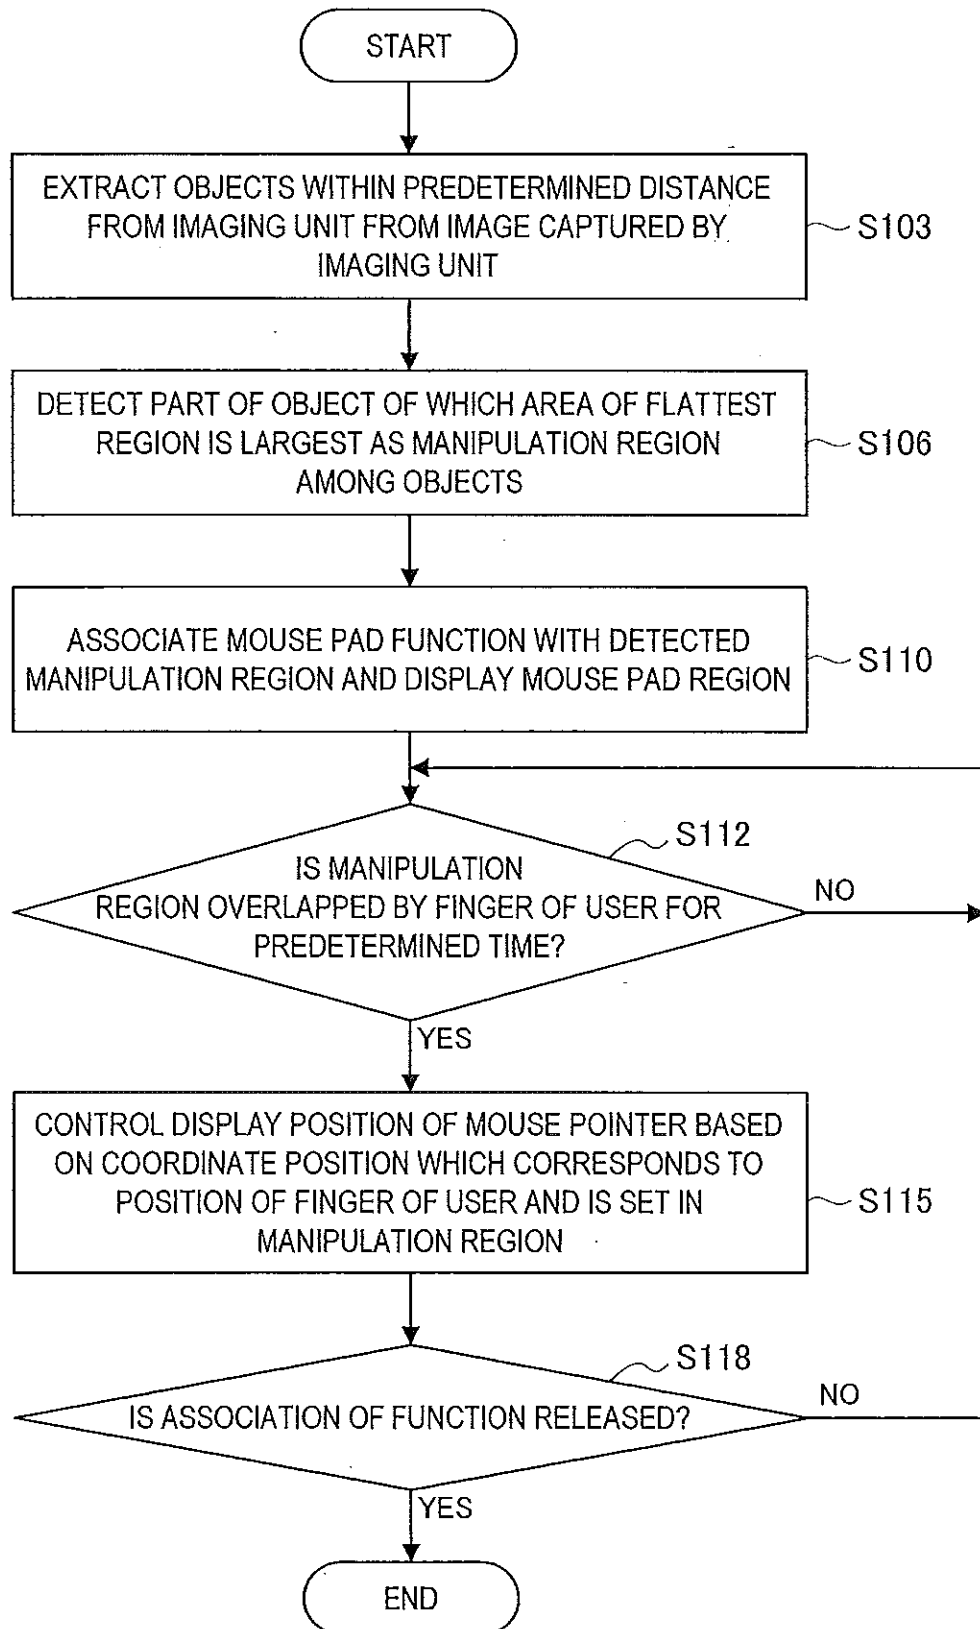 START
EXTRACT OBJECTS WITHIN PREDETERMINED DISTANCE
FROM IMAGING UNIT FROM IMAGE CAPTURED BY
IMAGING UNIT
S103
DETECT PART OF OBJECT OF WHICH AREA OF FLATTEST
REGION IS LARGEST AS MANIPULATION REGION
AMONG OBJECTS
S106
ASSOCIATE MOUSE PAD FUNCTION WITH DETECTED
MANIPULATION REGION AND DISPLAY MOUSE PAD REGION
S110
S112
IS MANIPULATION
REGION OVERLAPPED BY FINGER OF USER FOR
PREDETERMINED TIME?
NO
YES
CONTROL DISPLAY POSITION OF MOUSE POINTER BASED
ON COORDINATE POSITION WHICH CORRESPONDS TO
POSITION OF FINGER OF USER AND IS SET IN
MANIPULATION REGION
S115
S118
IS ASSOCIATION OF FUNCTION RELEASED?
NO
YES
END